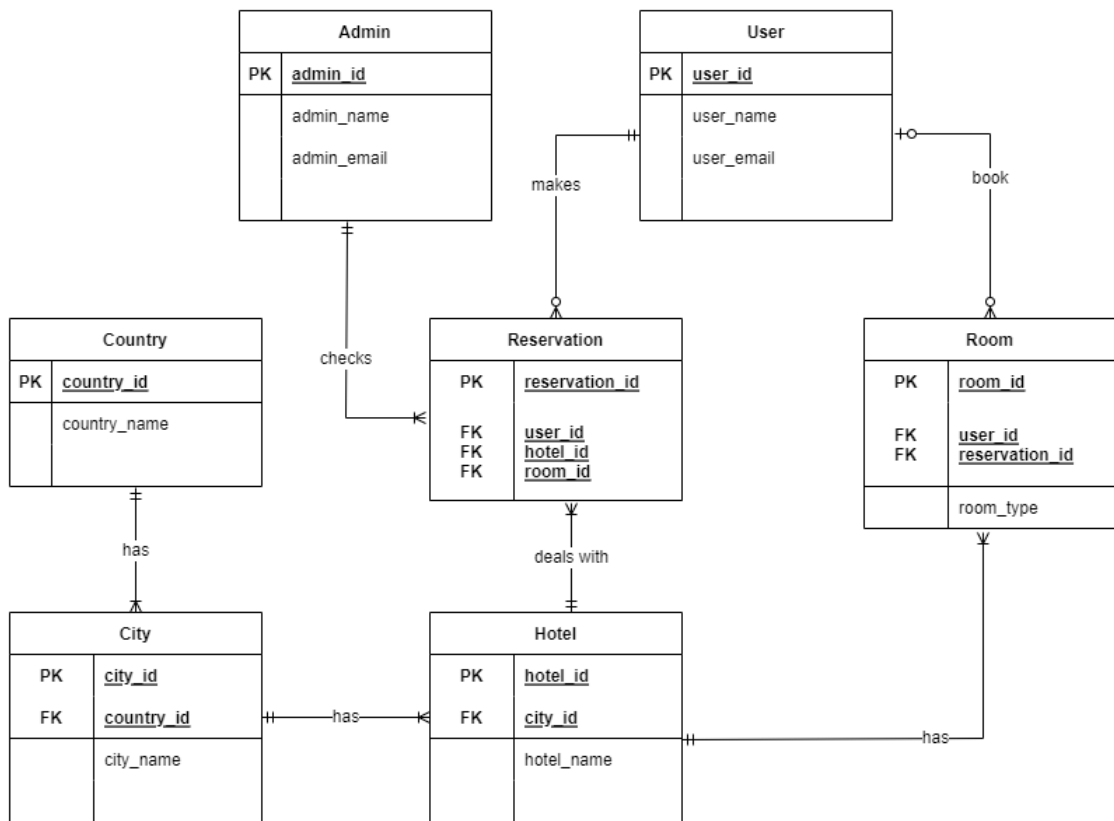 Admin
PK admin_id
admin_name
admin_email
User
PK user_id
user_name
user_email
makes
book
checks
Country
PK country_id
country_name
Reservation
PK reservation_id
FK user_id
FK hotel_id
FK room_id
Room
PK room_id
FK user_id
FK reservation_id
room_type
has
deals with
City
PK city_id
FK country_id
city_name
has
Hotel
PK hotel_id
FK city_id
hotel_name
has